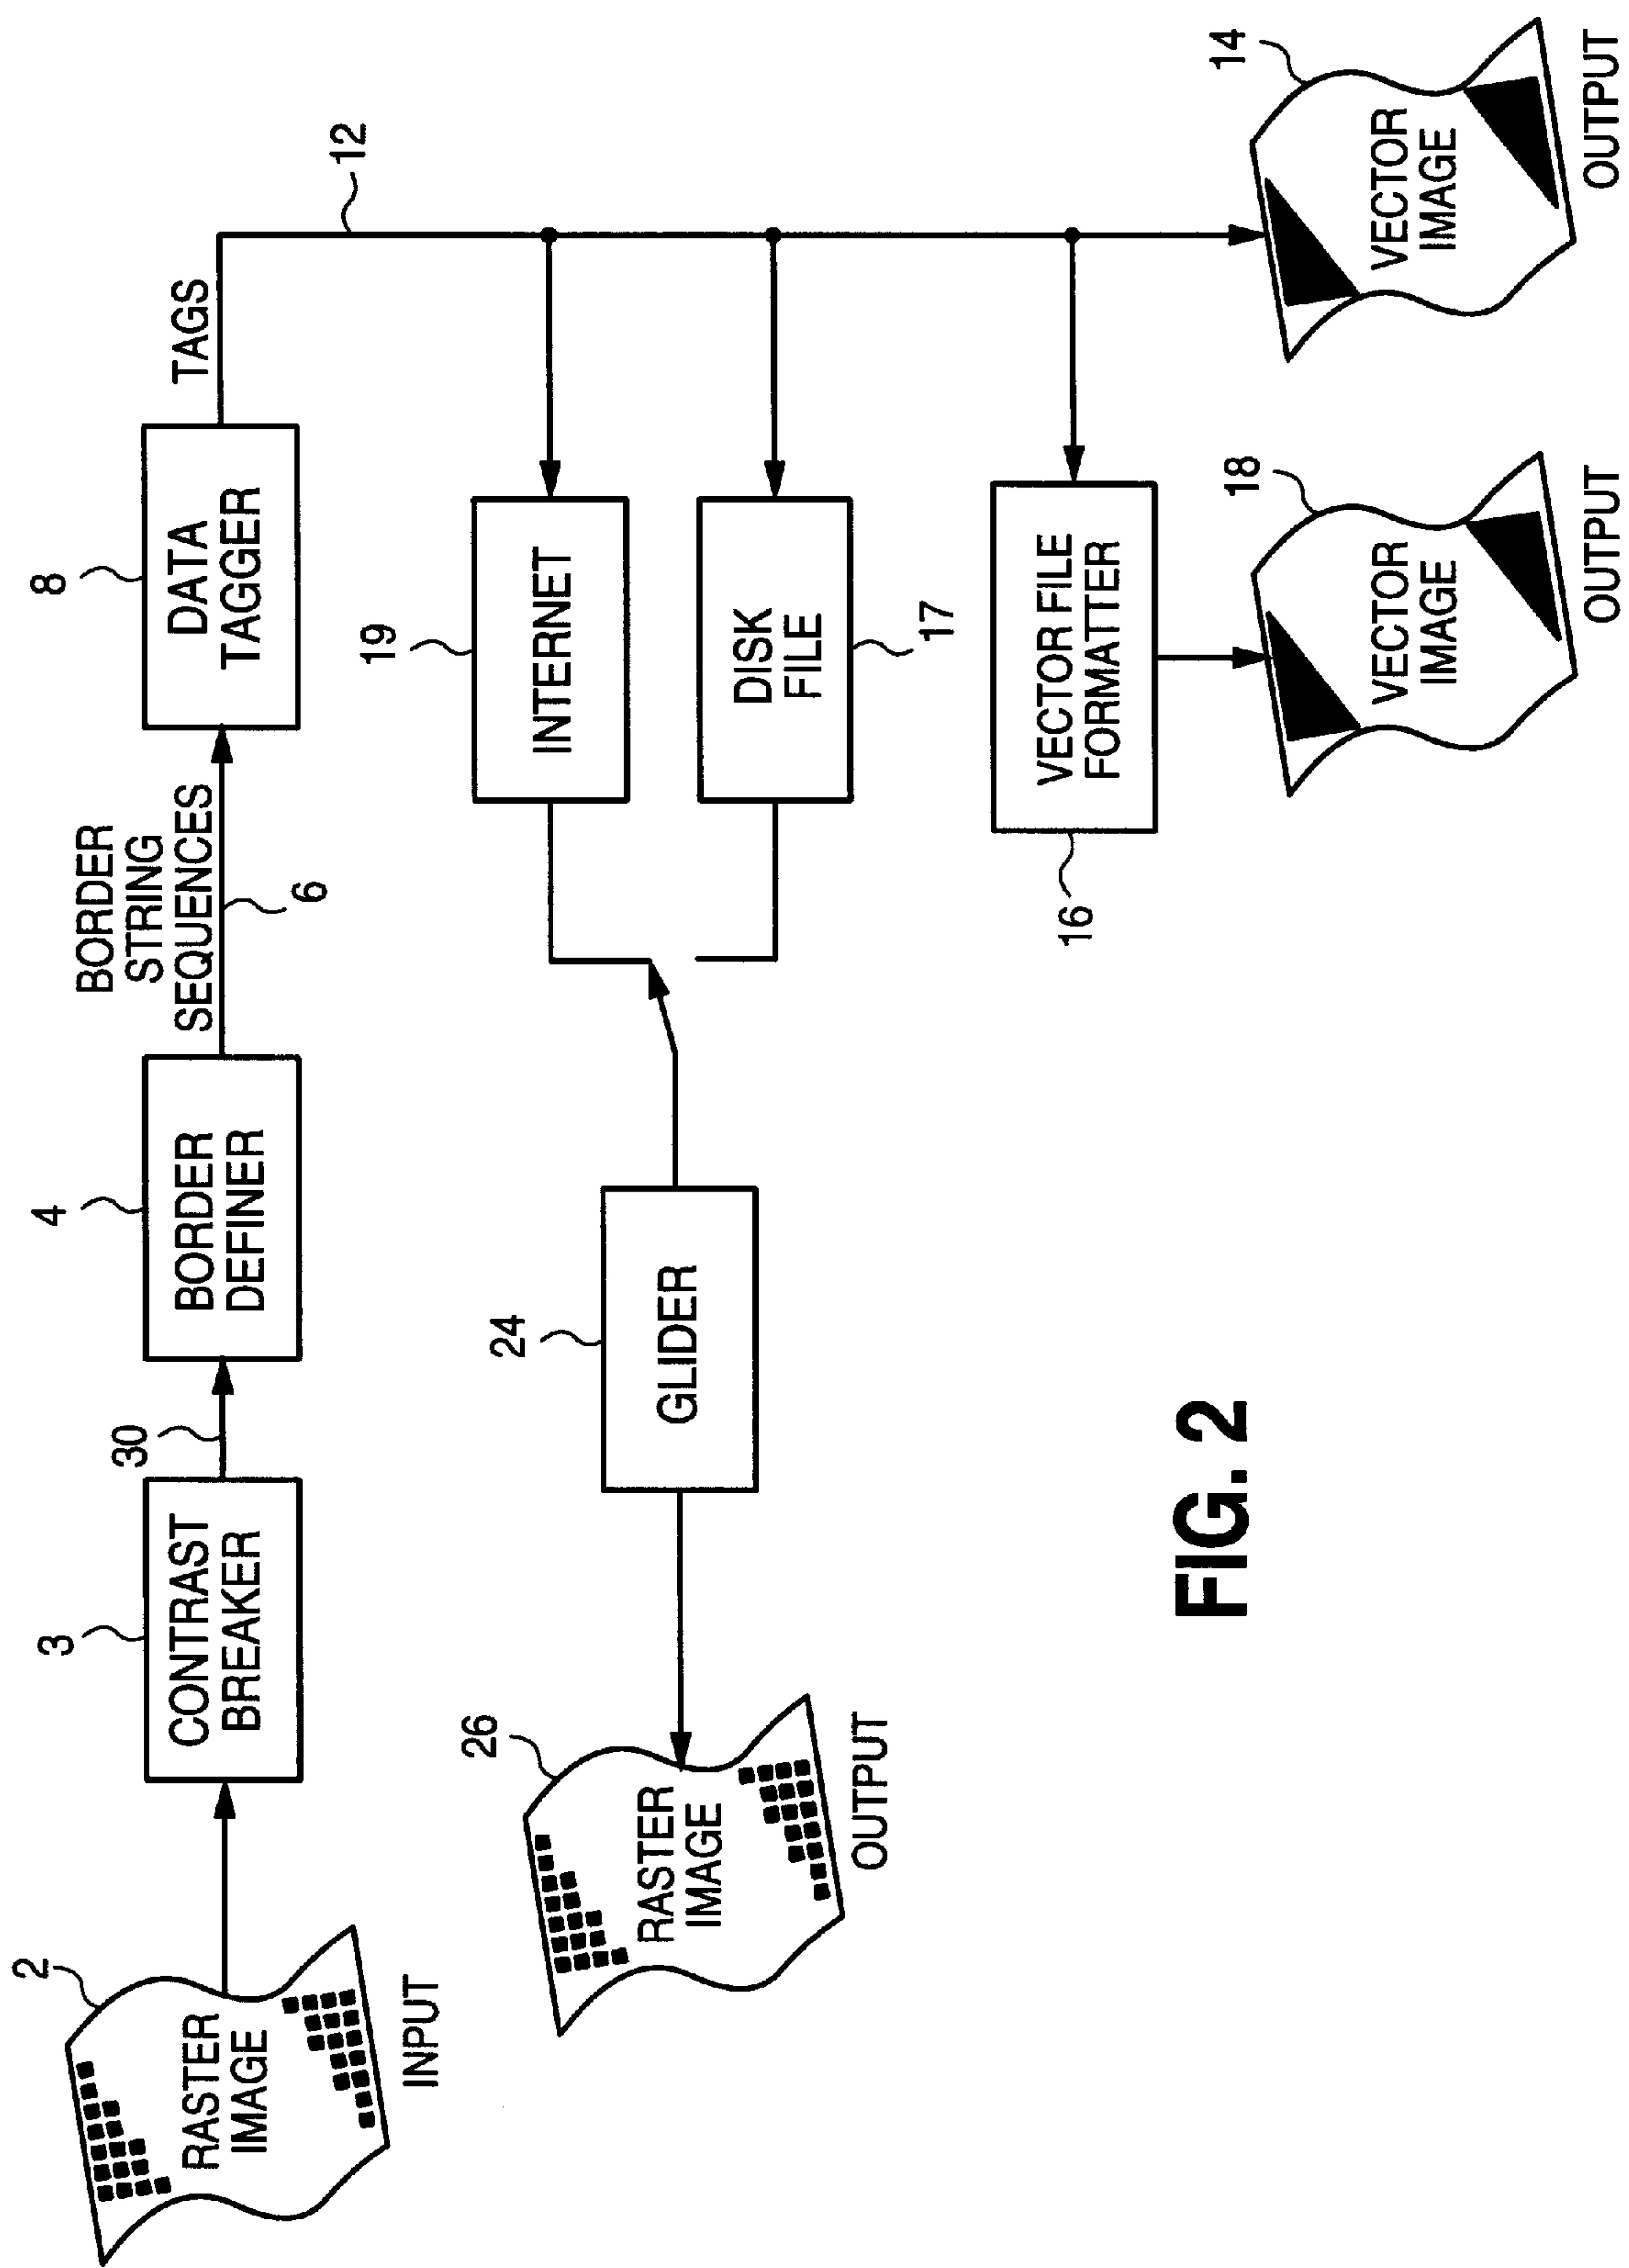 2
RASTER
IMAGE
INPUT
3
CONTRAST
BREAKER
30
4
BORDER
DEFINER
BORDER
STRING
SEQUENCES
6
8
DATA
TAGGER
TAGS
12
26
RASTER
IMAGE
OUTPUT
24
GLIDER
19
INTERNET
DISK
FILE
17
16
VECTOR FILE
FORMATTER
18
VECTOR
IMAGE
OUTPUT
14
VECTOR
IMAGE
OUTPUT
FIG. 2